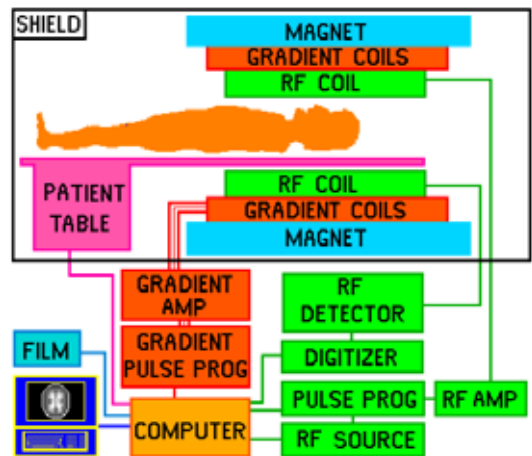 SHIELD
MAGNET
GRADIENT COILS
RF COIL
RF COIL
GRADIENT COILS
MAGNET
PATIENT
TABLE
GRADIENT
AMP
RF
DETECTOR
FILM
GRADIENT
PULSE PROG
DIGITIZER
PULSE PROG
RF AMP
COMPUTER
RF SOURCE